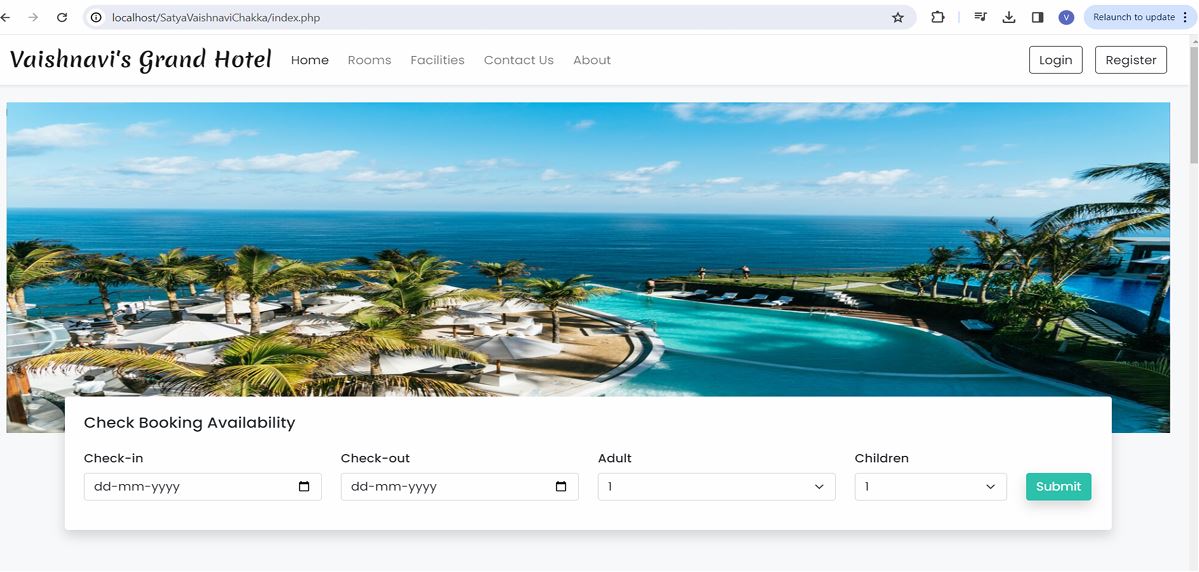 localhost/SatyaVaishnaviChakka/index.php
V
Relaunch to update
Vaishnavi's Grand Hotel Home Rooms Facilities Contact Us About Login Register
Check Booking Availability
Check-in Check-out Adult Children
dd-mm-yyyy dd-mm-yyyy 1 1 Submit